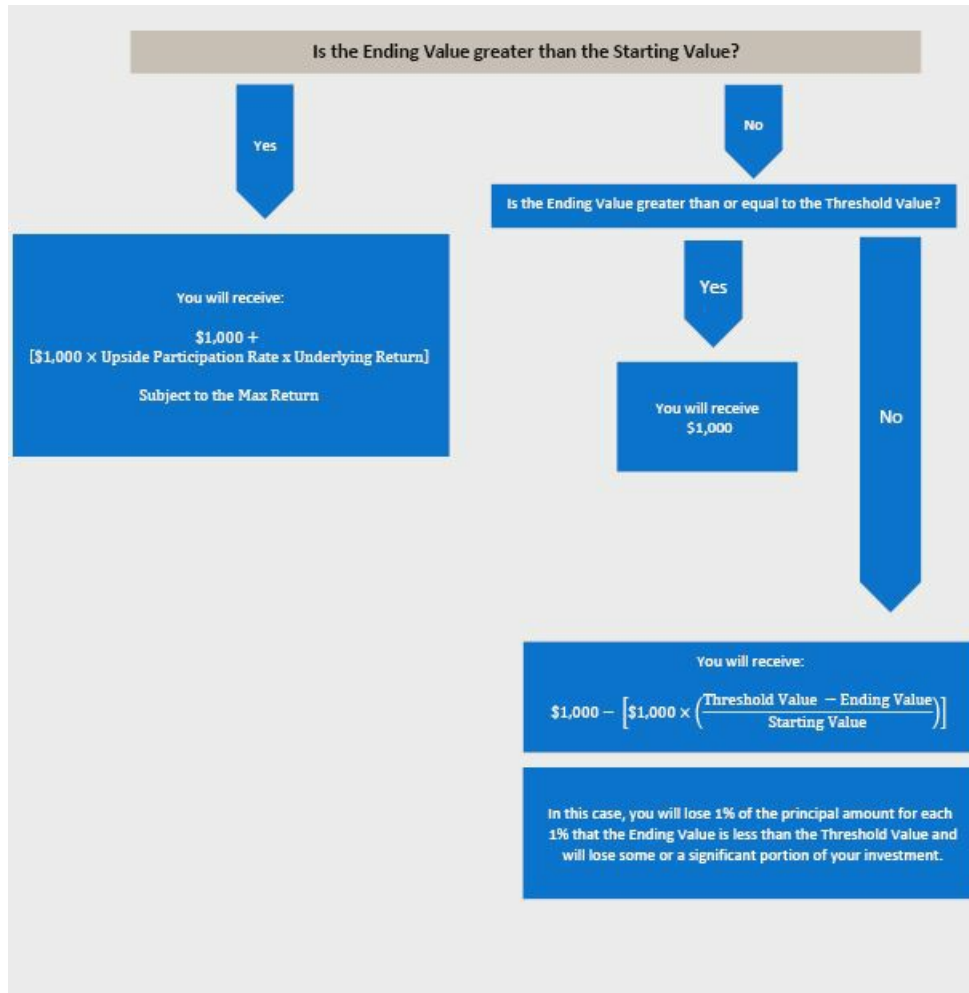 Is the Ending Value greater than the Starting Value?
Yes
No
Is the Ending Value greater than or equal to the Threshold Value?
You will receive:
$1,000 +
[$1,000 × Upside Participation Rate x Underlying Return]
Subject to the Max Return
Yes
No
You will receive
$1,000
You will receive:
$1,000 − [$1,000 × (Threshold Value − Ending Value / Starting Value)]
In this case, you will lose 1% of the principal amount for each
1% that the Ending Value is less than the Threshold Value and
will lose some or a significant portion of your investment.